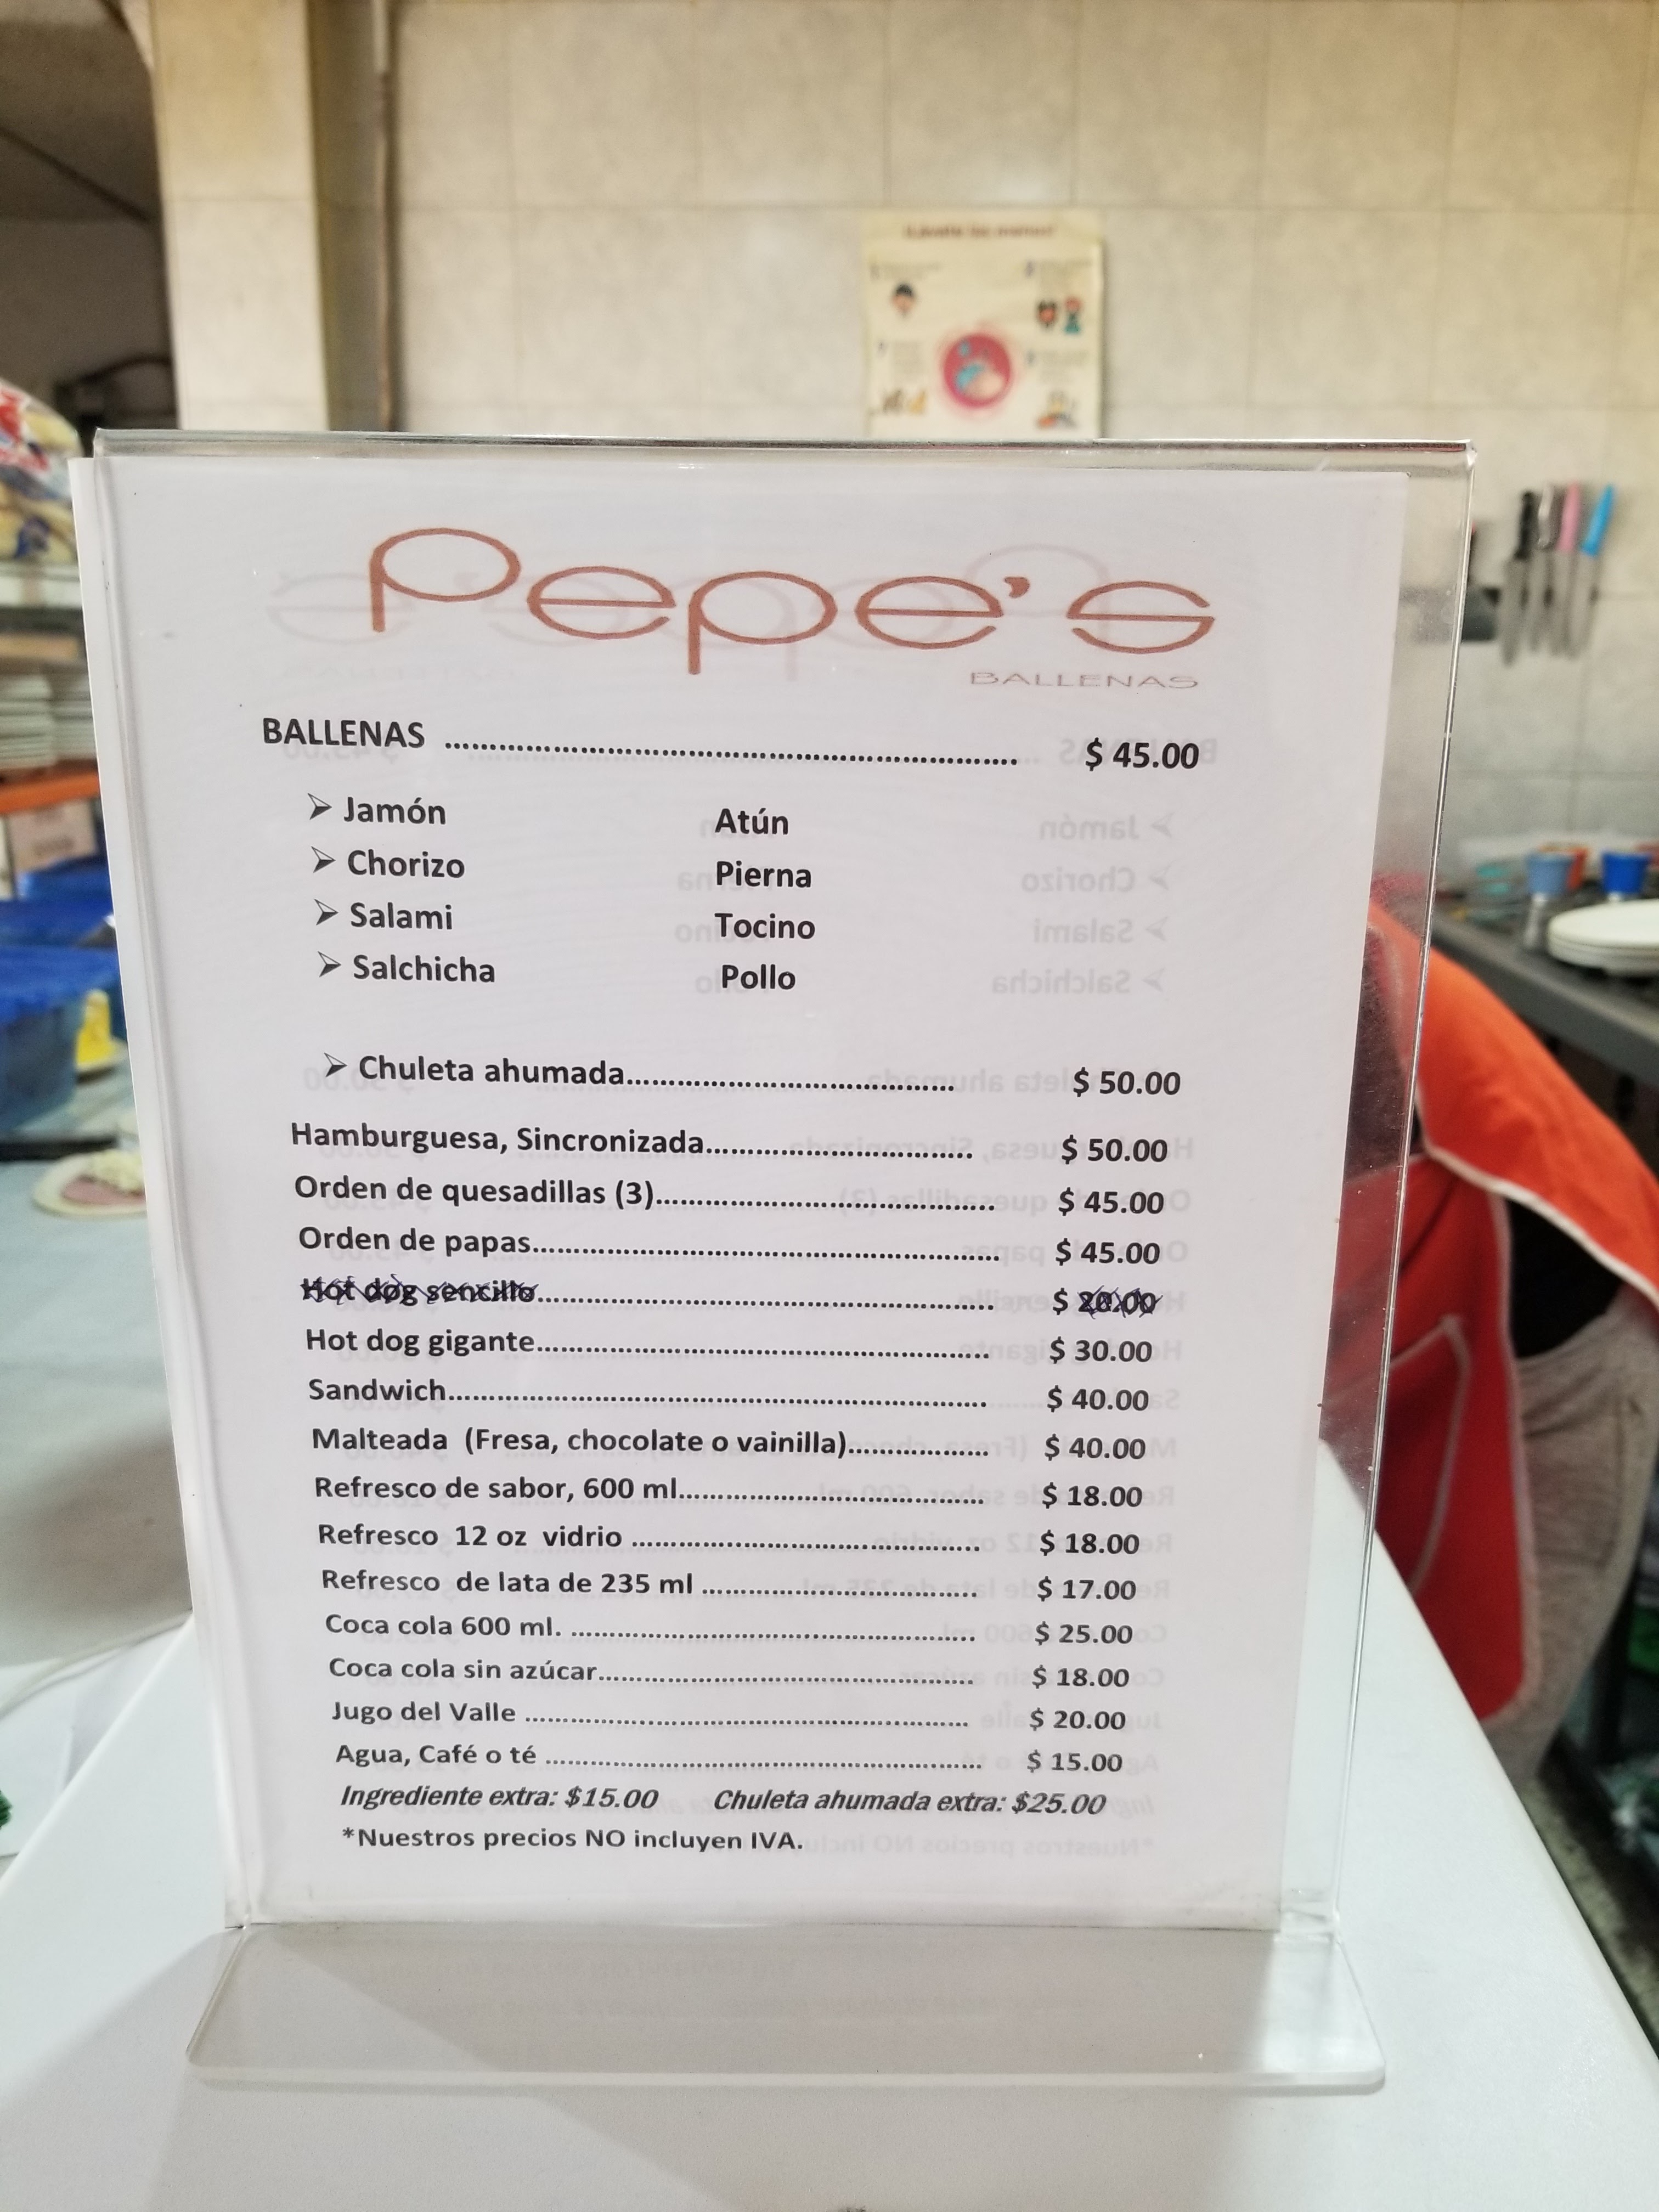 ¡Lávate las manos!
Pepe's
BALLENAS
BALLENAS ........................ $ 45.00
➢ Jamón Atún
➢ Chorizo Pierna
➢ Salami Tocino
➢ Salchicha Pollo
➢ Chuleta ahumada........................ $ 50.00
Hamburguesa, Sincronizada........................ $ 50.00
Orden de quesadillas (3)........................ $ 45.00
Orden de papas........................ $ 45.00
Hot dog sencillo........................ $ 20.00
Hot dog gigante........................ $ 30.00
Sandwich........................ $ 40.00
Malteada (Fresa, chocolate o vainilla)........................ $ 40.00
Refresco de sabor, 600 ml........................ $ 18.00
Refresco 12 oz vidrio ........................ $ 18.00
Refresco de lata de 235 ml ........................ $ 17.00
Coca cola 600 ml. ........................ $ 25.00
Coca cola sin azúcar........................ $ 18.00
Jugo del Valle ........................ $ 20.00
Agua, Café o té ........................ $ 15.00
Ingrediente extra: $15.00 Chuleta ahumada extra: $25.00
*Nuestros precios NO incluyen IVA.